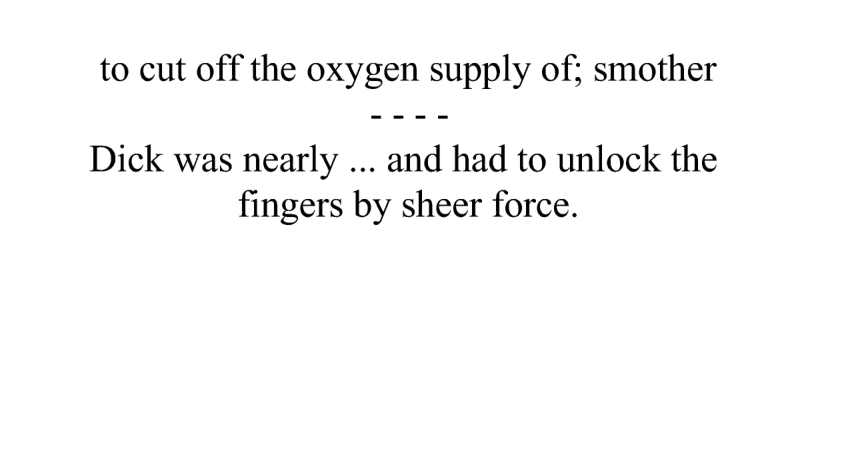 to cut off the oxygen supply of; smother
- - - -
Dick was nearly ... and had to unlock the
fingers by sheer force.